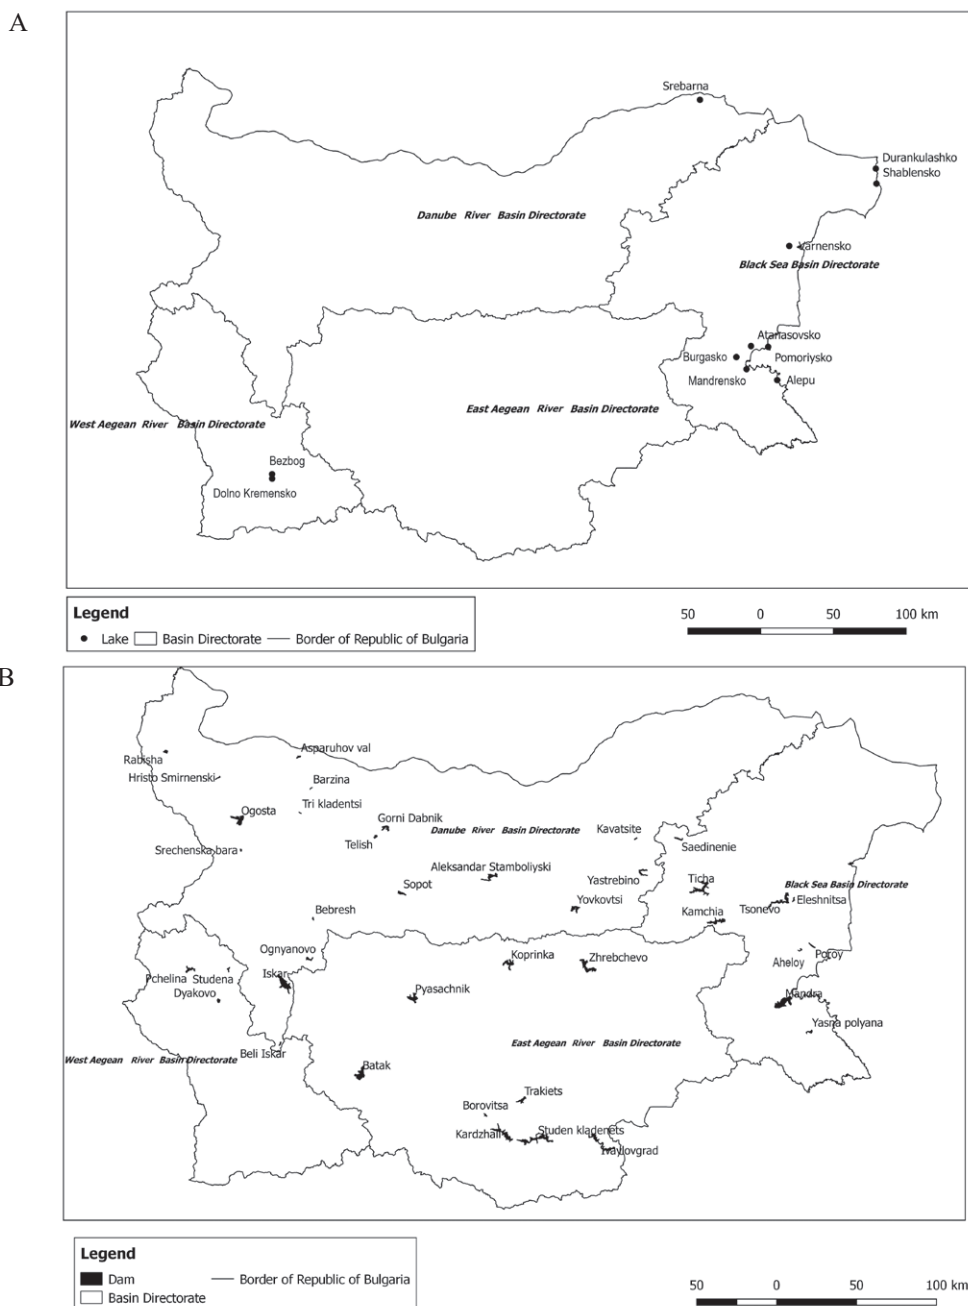 A
Srebarna
Durankulashko
Shablensko
Danube River Basin Directorate
Varnensko
Black Sea Basin Directorate
Atanasovsko
Burgasko
Pomoriysko
Mandrensko
Alepu
East Aegean River Basin Directorate
West Aegean River Basin Directorate
Bezbog
Dolno Kremensko
Legend
Lake Basin Directorate Border of Republic of Bulgaria
50 0 50 100 km
B
Asparuhov val
Rabisha
Hristo Smirnenski
Barzina
Tri kladentsi
Ogosta
Gorni Dabnik
Danube River Basin Directorate
Kavatsite
Telish
Saedinenie
Srechenska bara
Aleksandar Stamboliyski
Yastrebino
Ticha
Black Sea Basin Directorate
Sopot
Yovkovtsi
Eleshnitsa
Tsonevo
Bebresh
Kamchia
Ognyanovo
Koprinka
Zhrebchevo
Poroy
Aheloy
Pchelina
Studena
Iskar
Dyakovo
Pyasachnik
Mandra
Yasna polyana
East Aegean River Basin Directorate
Beli Iskar
West Aegean River Basin Directorate
Batak
Trakiets
Borovitsa
Kardzhali
Studen kladenets
Ivaylovgrad
Legend
Dam Border of Republic of Bulgaria
Basin Directorate
50 0 50 100 km